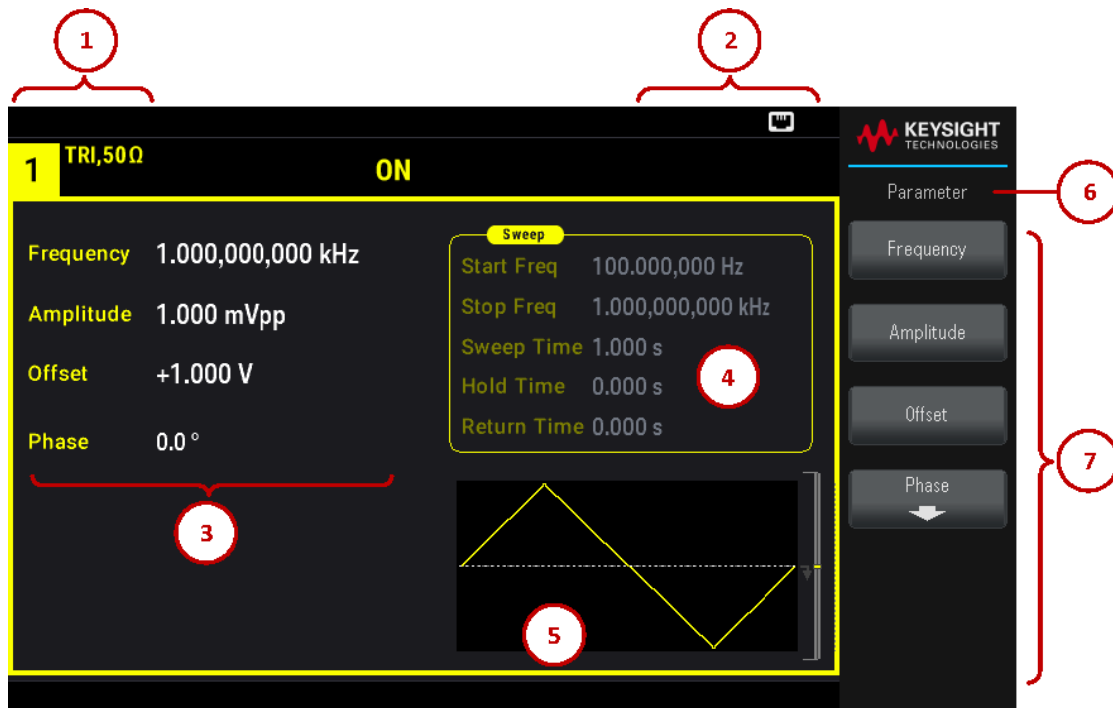 1
2
KEYSIGHT
TECHNOLOGIES
1
TRI,50Ω
ON
Parameter
6
Frequency 1.000,000,000 kHz
Amplitude 1.000 mVpp
Offset +1.000 V
Phase 0.0 °
3
Sweep
Start Freq 100.000,000 Hz
Stop Freq 1.000,000,000 kHz
Sweep Time 1.000 s
Hold Time 0.000 s
Return Time 0.000 s
4
5
Frequency
Amplitude
Offset
Phase
7